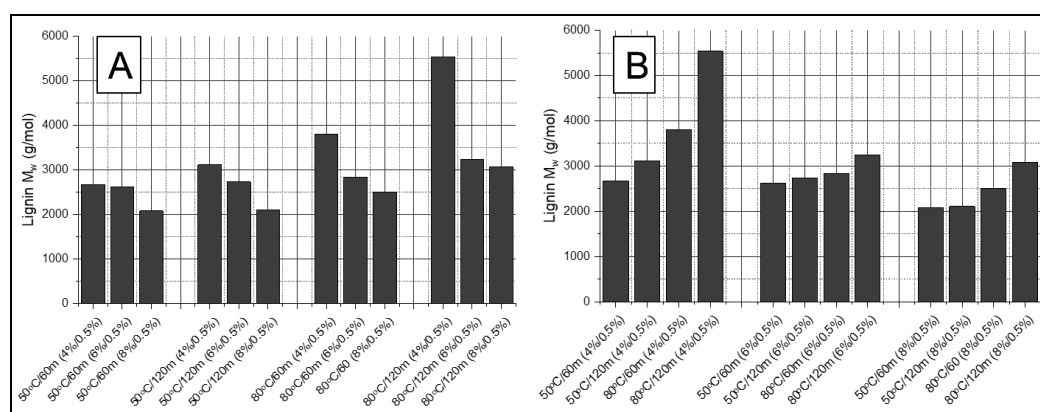 A
Lignin Mw (g/mol)
6000
5000
4000
3000
2000
1000
0
50oC/60m (4%/0.5%)
50oC/60m (6%/0.5%)
50oC/60m (8%/0.5%)
50oC/120m (4%/0.5%)
50oC/120m (6%/0.5%)
50oC/120m (8%/0.5%)
80oC/60m (4%/0.5%)
80oC/60m (6%/0.5%)
80oC/60 (8%/0.5%)
80oC/120m (4%/0.5%)
80oC/120m (6%/0.5%)
80oC/120m (8%/0.5%)
B
Lignin Mw (g/mol)
6000
5000
4000
3000
2000
1000
0
50oC/60m (4%/0.5%)
50oC/120m (4%/0.5%)
80oC/60m (4%/0.5%)
80oC/120m (4%/0.5%)
50oC/60m (6%/0.5%)
50oC/120m (6%/0.5%)
80oC/60m (6%/0.5%)
80oC/120m (6%/0.5%)
50oC/60m (8%/0.5%)
50oC/120m (8%/0.5%)
80oC/60 (8%/0.5%)
80oC/120m (8%/0.5%)